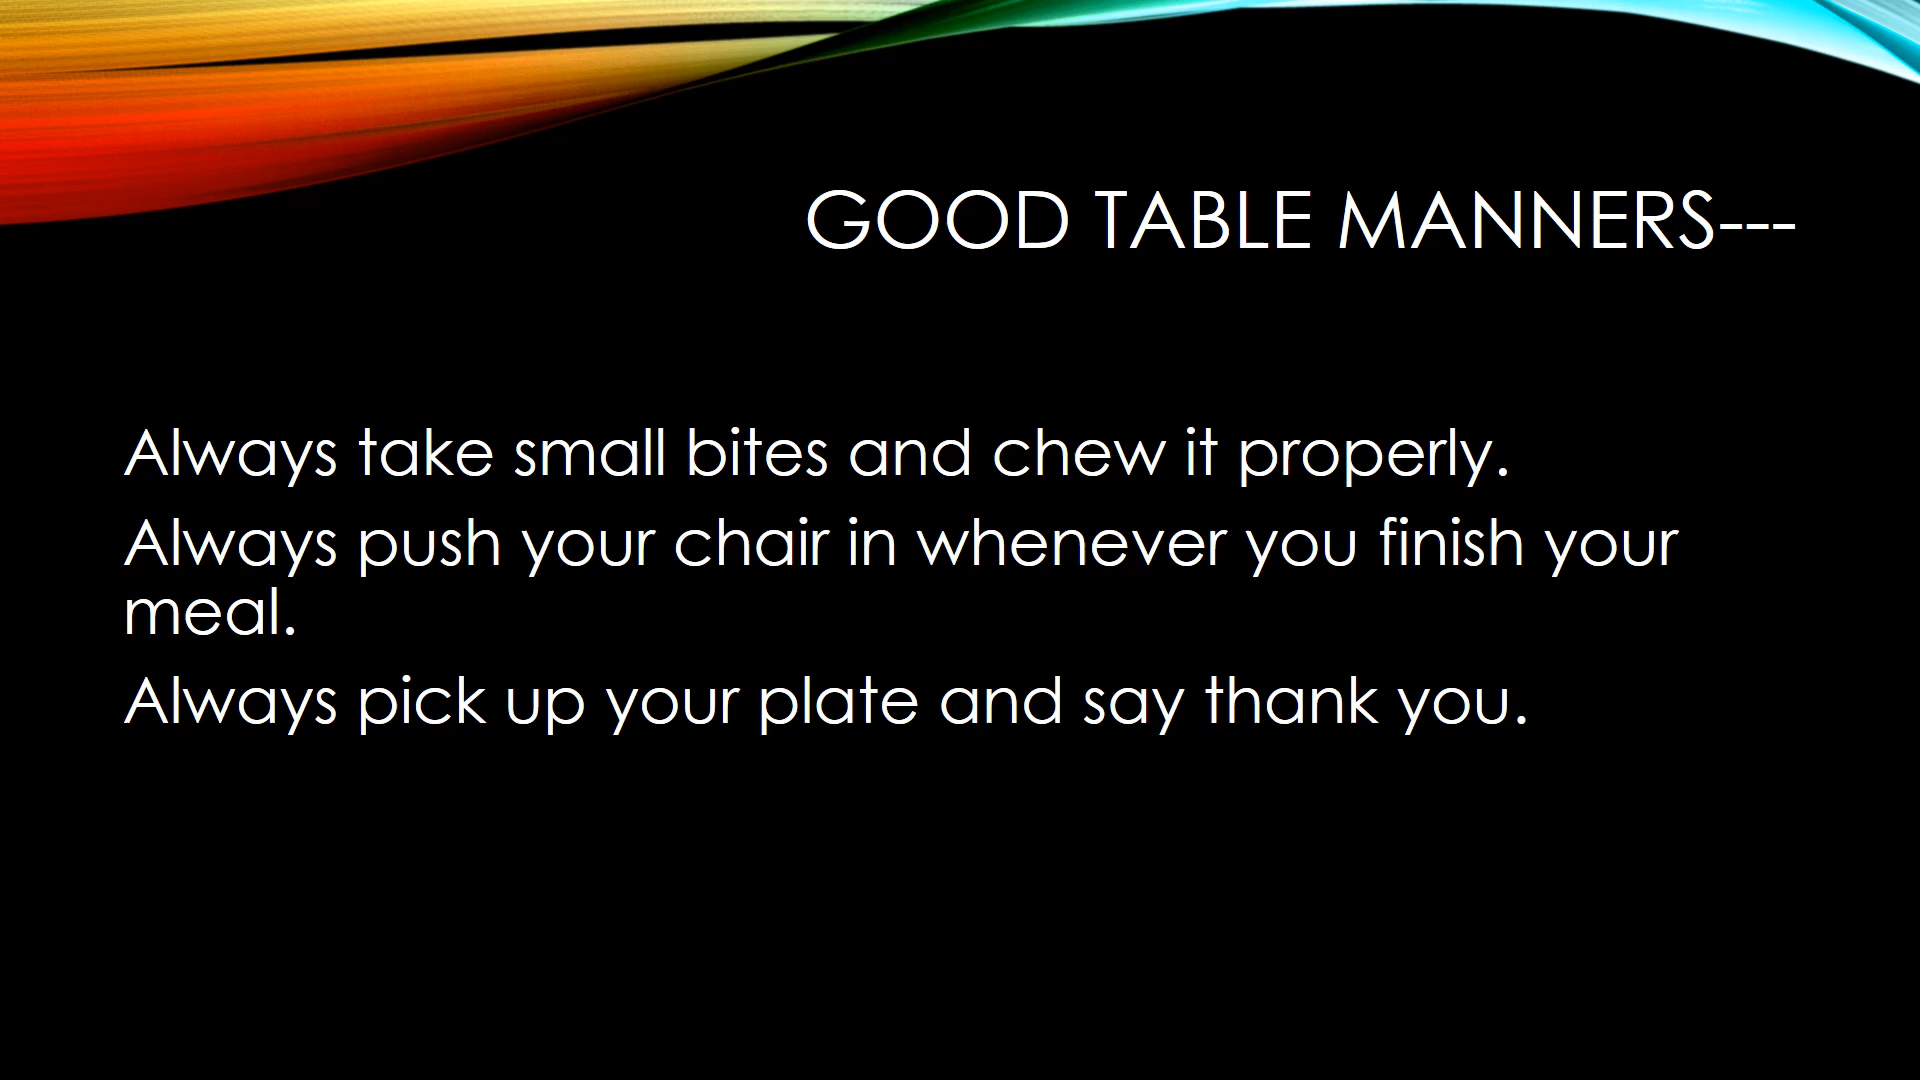 GOOD TABLE MANNERS---
Always take small bites and chew it properly.
Always push your chair in whenever you finish your
meal.
Always pick up your plate and say thank you.